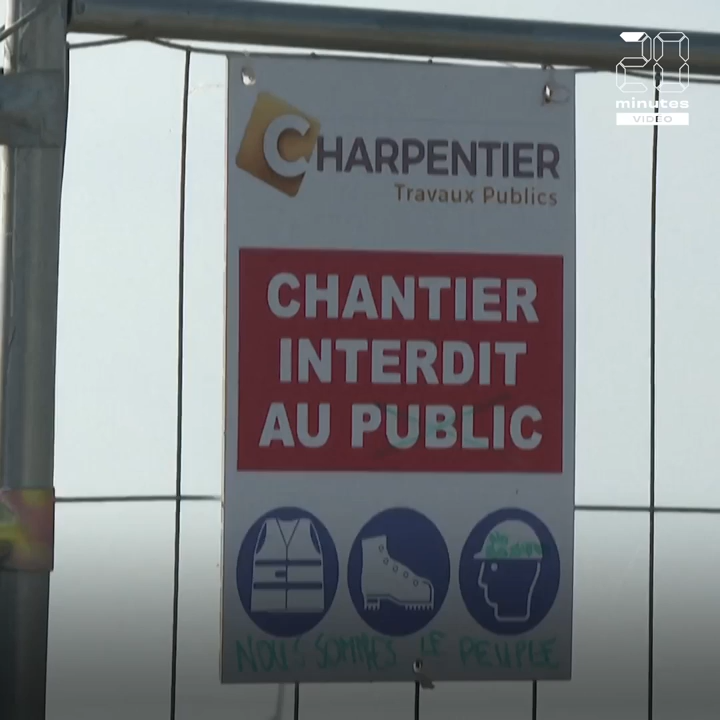 20
minutes
VIDEO
CHARPENTIER
Travaux Publics
CHANTIER
INTERDIT
AU PUBLIC
NOUS SOMMES LE PEUPLE